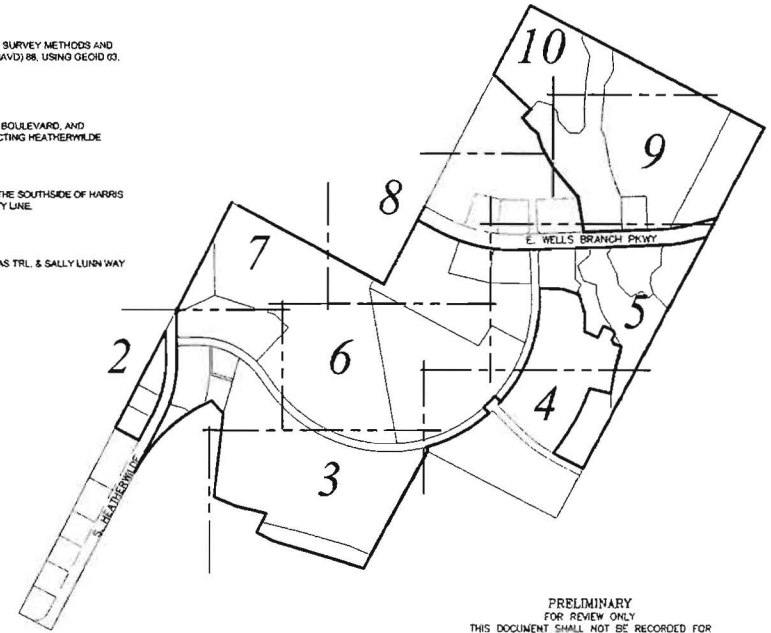 SURVEY METHODS AND
AVD) 88, USING GEOID 03.
BOULEVARD, AND
CTING HEATHERWILDE
THE SOUTHSIDE OF HARRIS
Y LINE.
AS TRL. & SALLY LUNN WAY
10
9
8
E. WELLS BRANCH PKWY
7
5
2
6
4
3
S. HEATHERWILDE
PRELIMINARY
FOR REVIEW ONLY
THIS DOCUMENT SHALL NOT BE RECORDED FOR